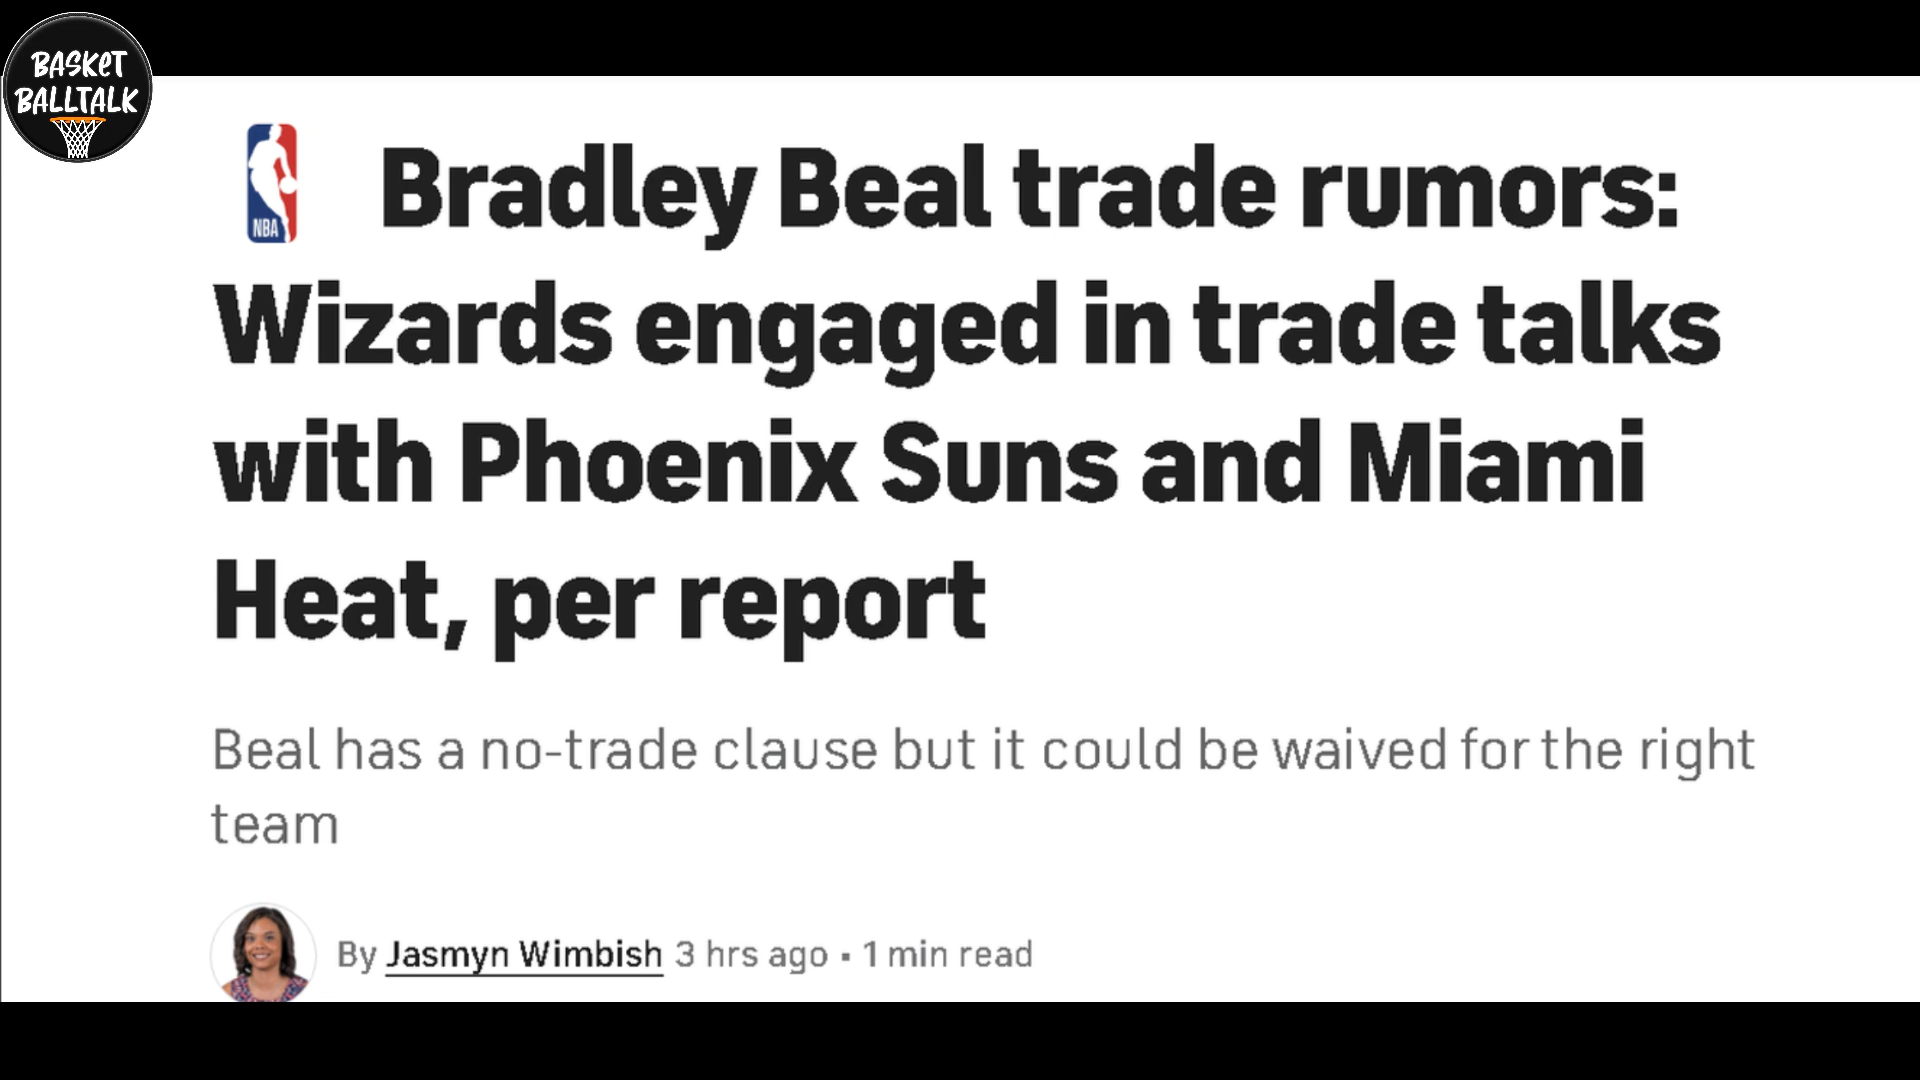 BASKET
BALLTALK
NBA
Bradley Beal trade rumors:
Wizards engaged in trade talks
with Phoenix Suns and Miami
Heat, per report
Beal has a no-trade clause but it could be waived for the right
team
By Jasmyn Wimbish 3 hrs ago ▪ 1 min read